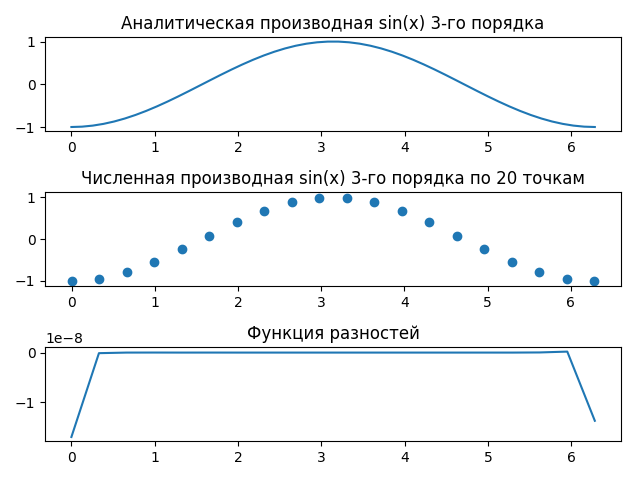 Аналитическая производная sin(x) 3-го порядка
1
0
−1
0 1 2 3 4 5 6
Численная производная sin(x) 3-го порядка по 20 точкам
1
0
−1
0 1 2 3 4 5 6
Функция разностей
1e−8
0
−1
0 1 2 3 4 5 6